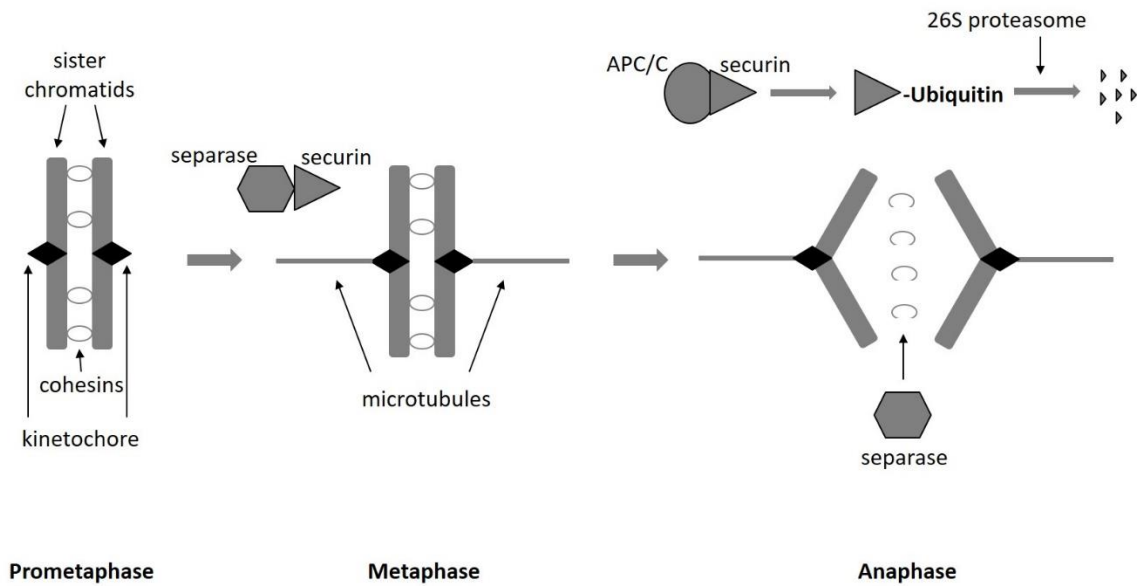 sister
chromatids
cohesins
kinetochore
Prometaphase
separase
securin
microtubules
Metaphase
26S proteasome
APC/C
securin
-Ubiquitin
separase
Anaphase